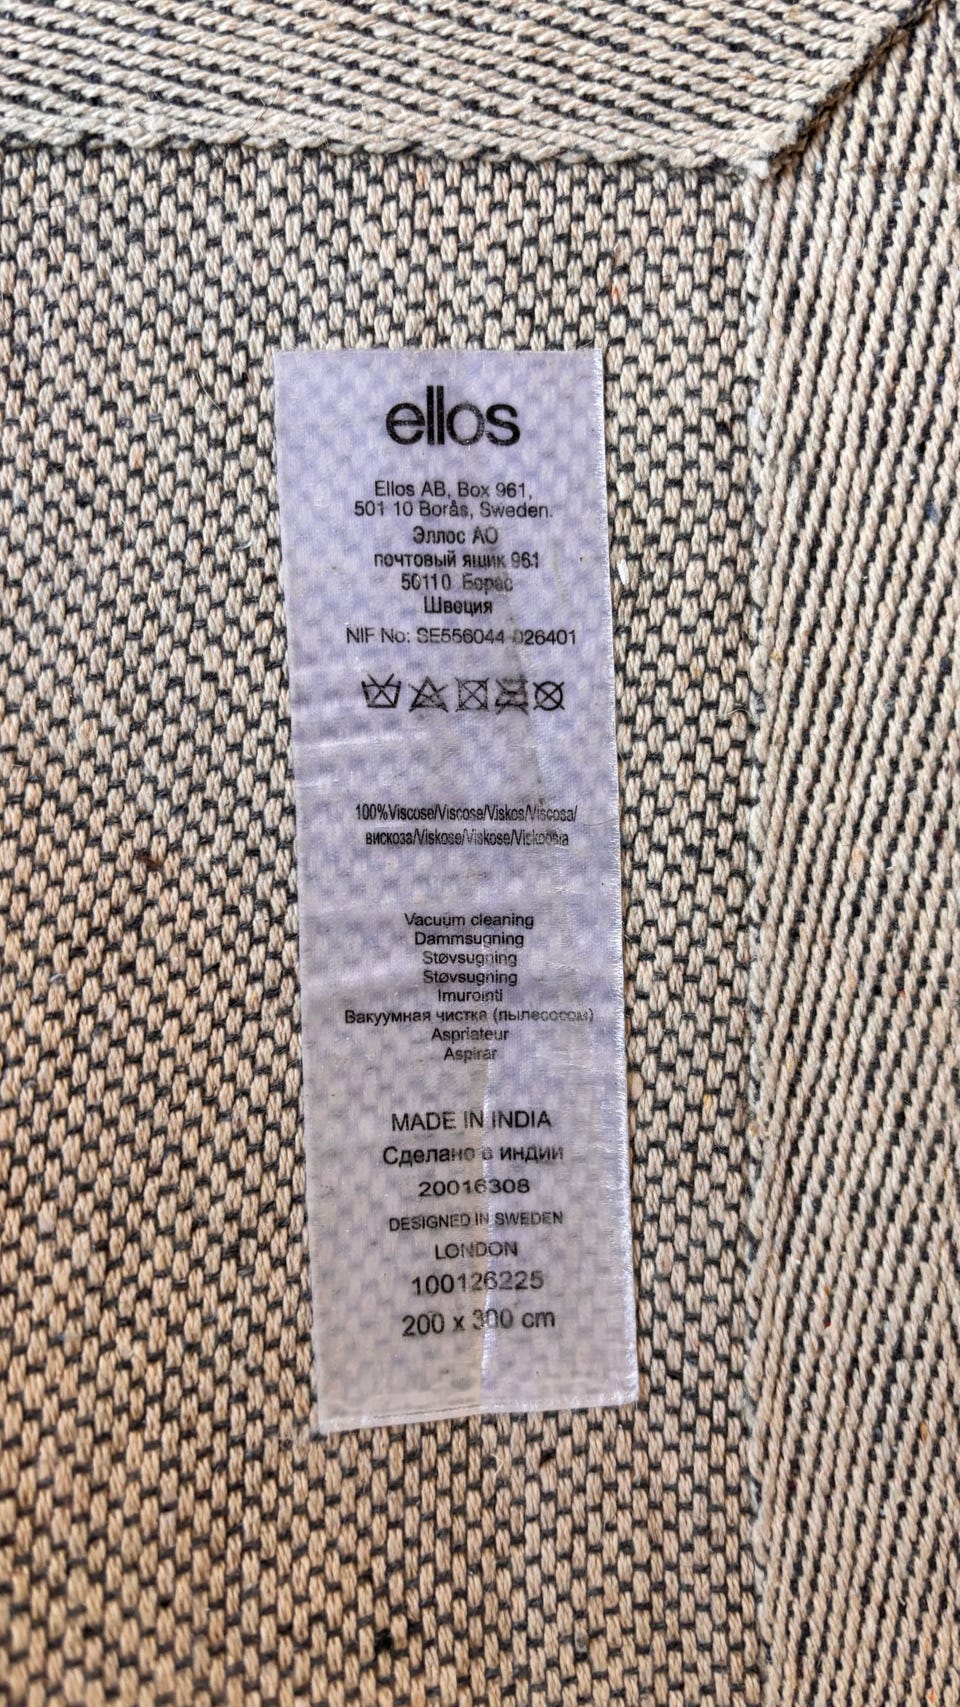 ellos
Ellos AB, Box 961,
501 10 Borås, Sweden.
Эллос АО
почтовый ящик 961
50110 Борас
Швеция
NIF No: SE556044-026401
100%Viscose/Viscose/Viskos/Viscosa/
вискоза/Viskose/Viskose/Viskoosia
Vacuum cleaning
Dammsugning
Støvsugning
Støvsugning
Imurointi
Вакуумная чистка (пылесосом)
Aspriateur
Aspirar
MADE IN INDIA
Сделано в индии
20016308
DESIGNED IN SWEDEN
LONDON
100126225
200 x 300 cm